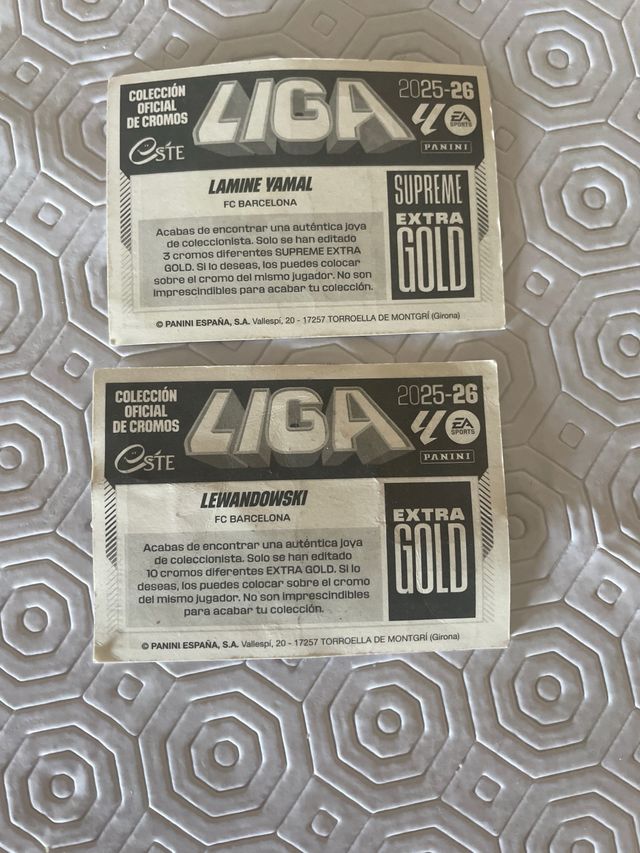 COLECCIÓN
OFICIAL
DE CROMOS
LIGA
2025-26
EA
SPORTS
ESTE
PANINI
LAMINE YAMAL
FC BARCELONA
SUPREME
EXTRA
GOLD
Acabas de encontrar una auténtica joya
de coleccionista. Solo se han editado
3 cromos diferentes SUPREME EXTRA
GOLD. Si lo deseas, los puedes colocar
sobre el cromo del mismo jugador. No son
imprescindibles para acabar tu colección.
© PANINI ESPAÑA, S.A. Vallespí, 20 - 17257 TORROELLA DE MONTGRÍ (Girona)
COLECCIÓN
OFICIAL
DE CROMOS
LIGA
2025-26
EA
SPORTS
ESTE
PANINI
LEWANDOWSKI
FC BARCELONA
EXTRA
GOLD
Acabas de encontrar una auténtica joya
de coleccionista. Solo se han editado
10 cromos diferentes EXTRA GOLD. Si lo
deseas, los puedes colocar sobre el cromo
del mismo jugador. No son imprescindibles
para acabar tu colección.
© PANINI ESPAÑA, S.A. Vallespí, 20 - 17257 TORROELLA DE MONTGRÍ (Girona)